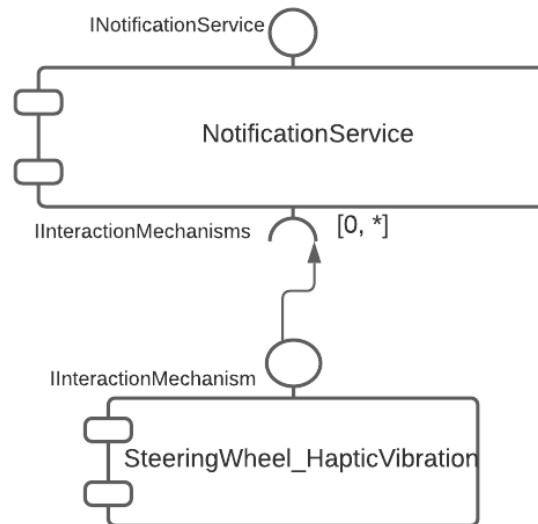 INotificationService
NotificationService
IInteractionMechanisms
[0, *]
IInteractionMechanism
SteeringWheel_HapticVibration